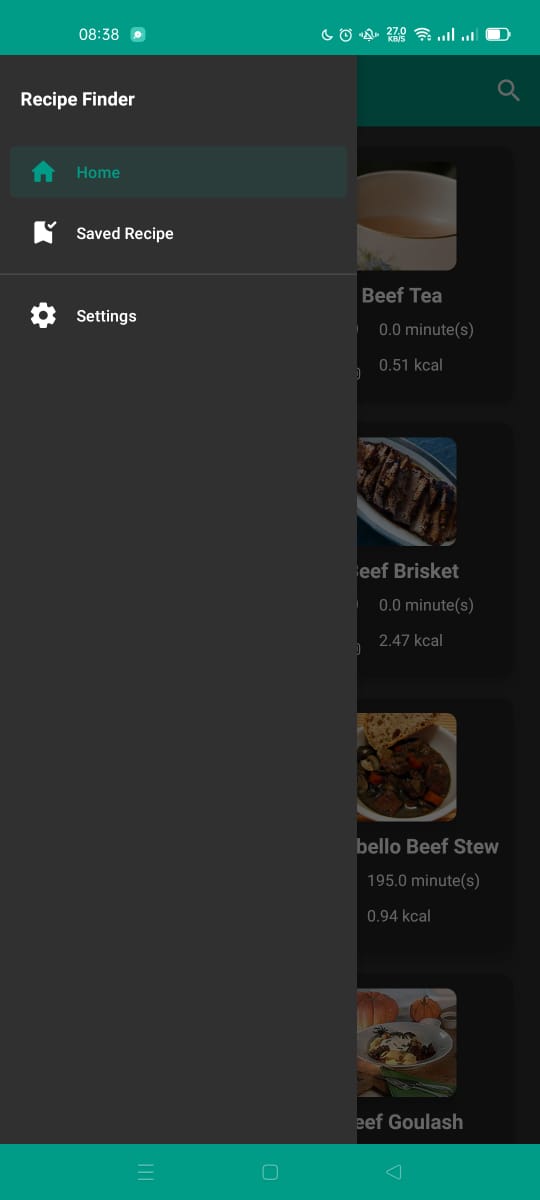 08:38
27.0
KB/S
Recipe Finder
Home
Saved Recipe
Settings
Beef Tea
0.0 minute(s)
0.51 kcal
Beef Brisket
0.0 minute(s)
2.47 kcal
bello Beef Stew
195.0 minute(s)
0.94 kcal
eef Goulash